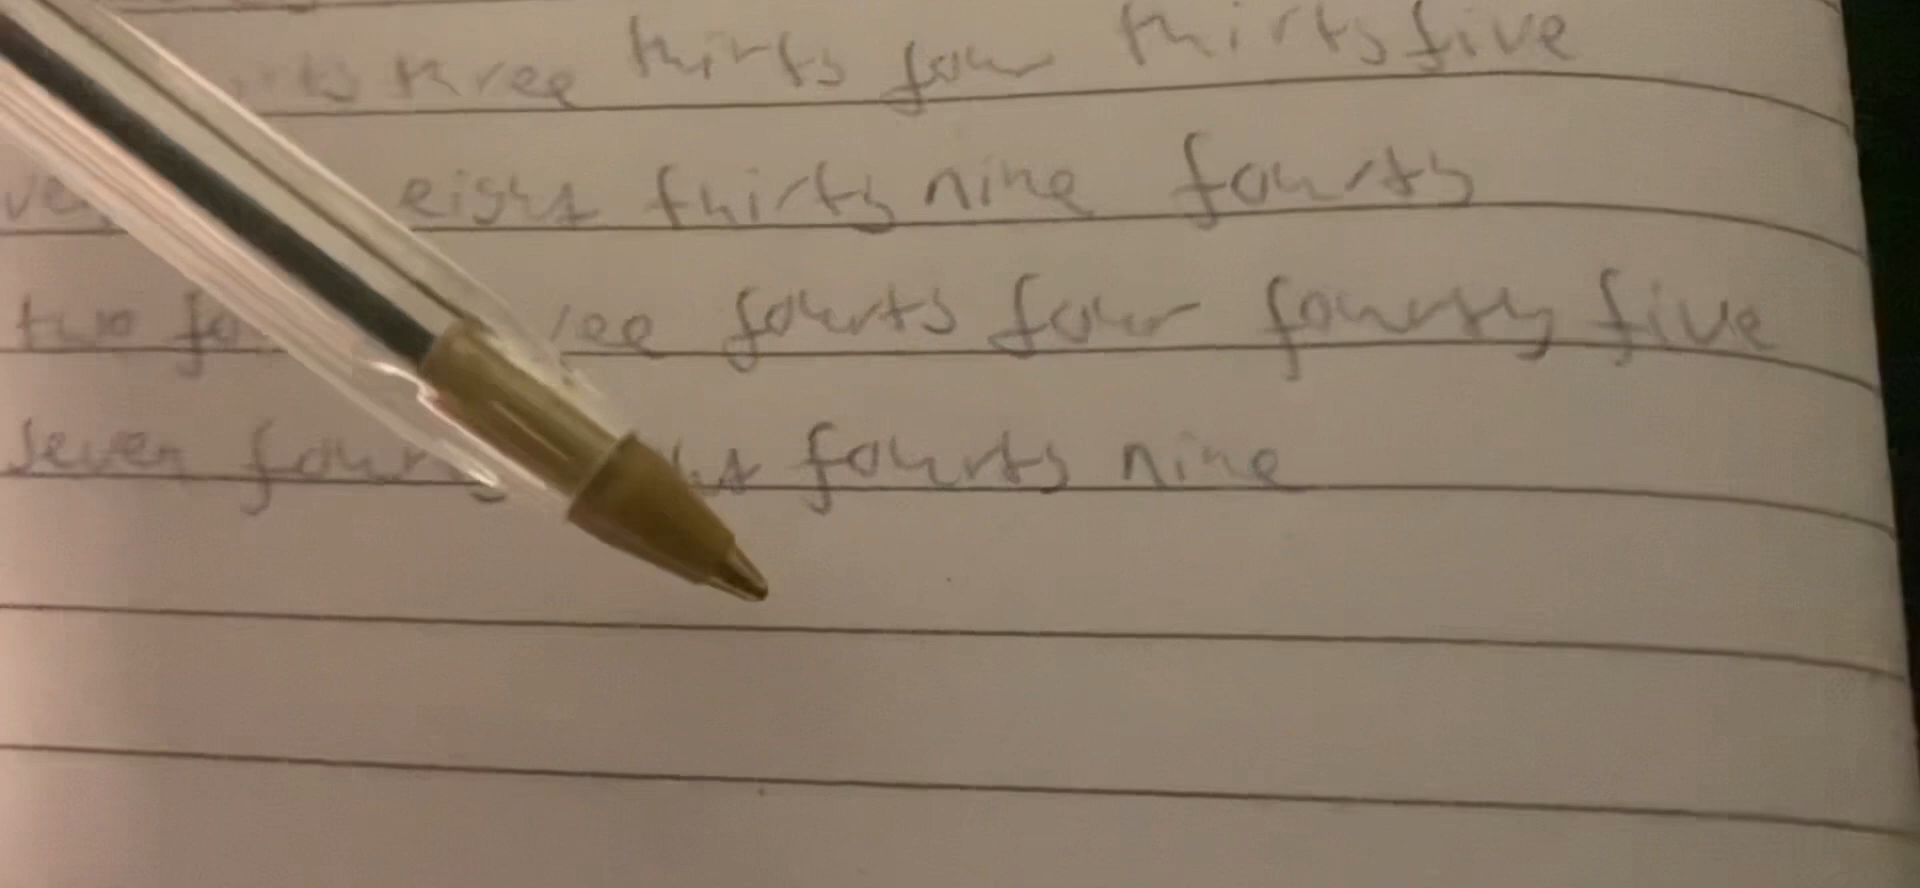 three thirty four thirty five
eight thirty nine fourty
two fourty four fourty five
seven fourty nine